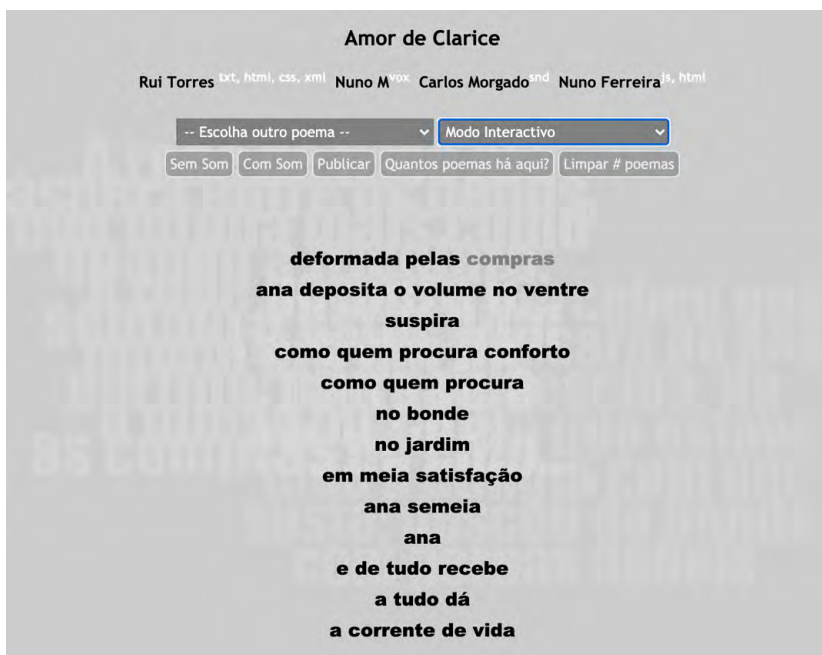 Amor de Clarice
Rui Torres txt, html, css, xml Nuno M vox Carlos Morgado snd Nuno Ferreira js, html
-- Escolha outro poema -- Modo Interactivo
Sem Som Com Som Publicar Quantos poemas há aqui? Limpar # poemas
deformada pelas compras
ana deposita o volume no ventre
suspira
como quem procura conforto
como quem procura
no bonde
no jardim
em meia satisfação
ana semeia
ana
e de tudo recebe
a tudo dá
a corrente de vida